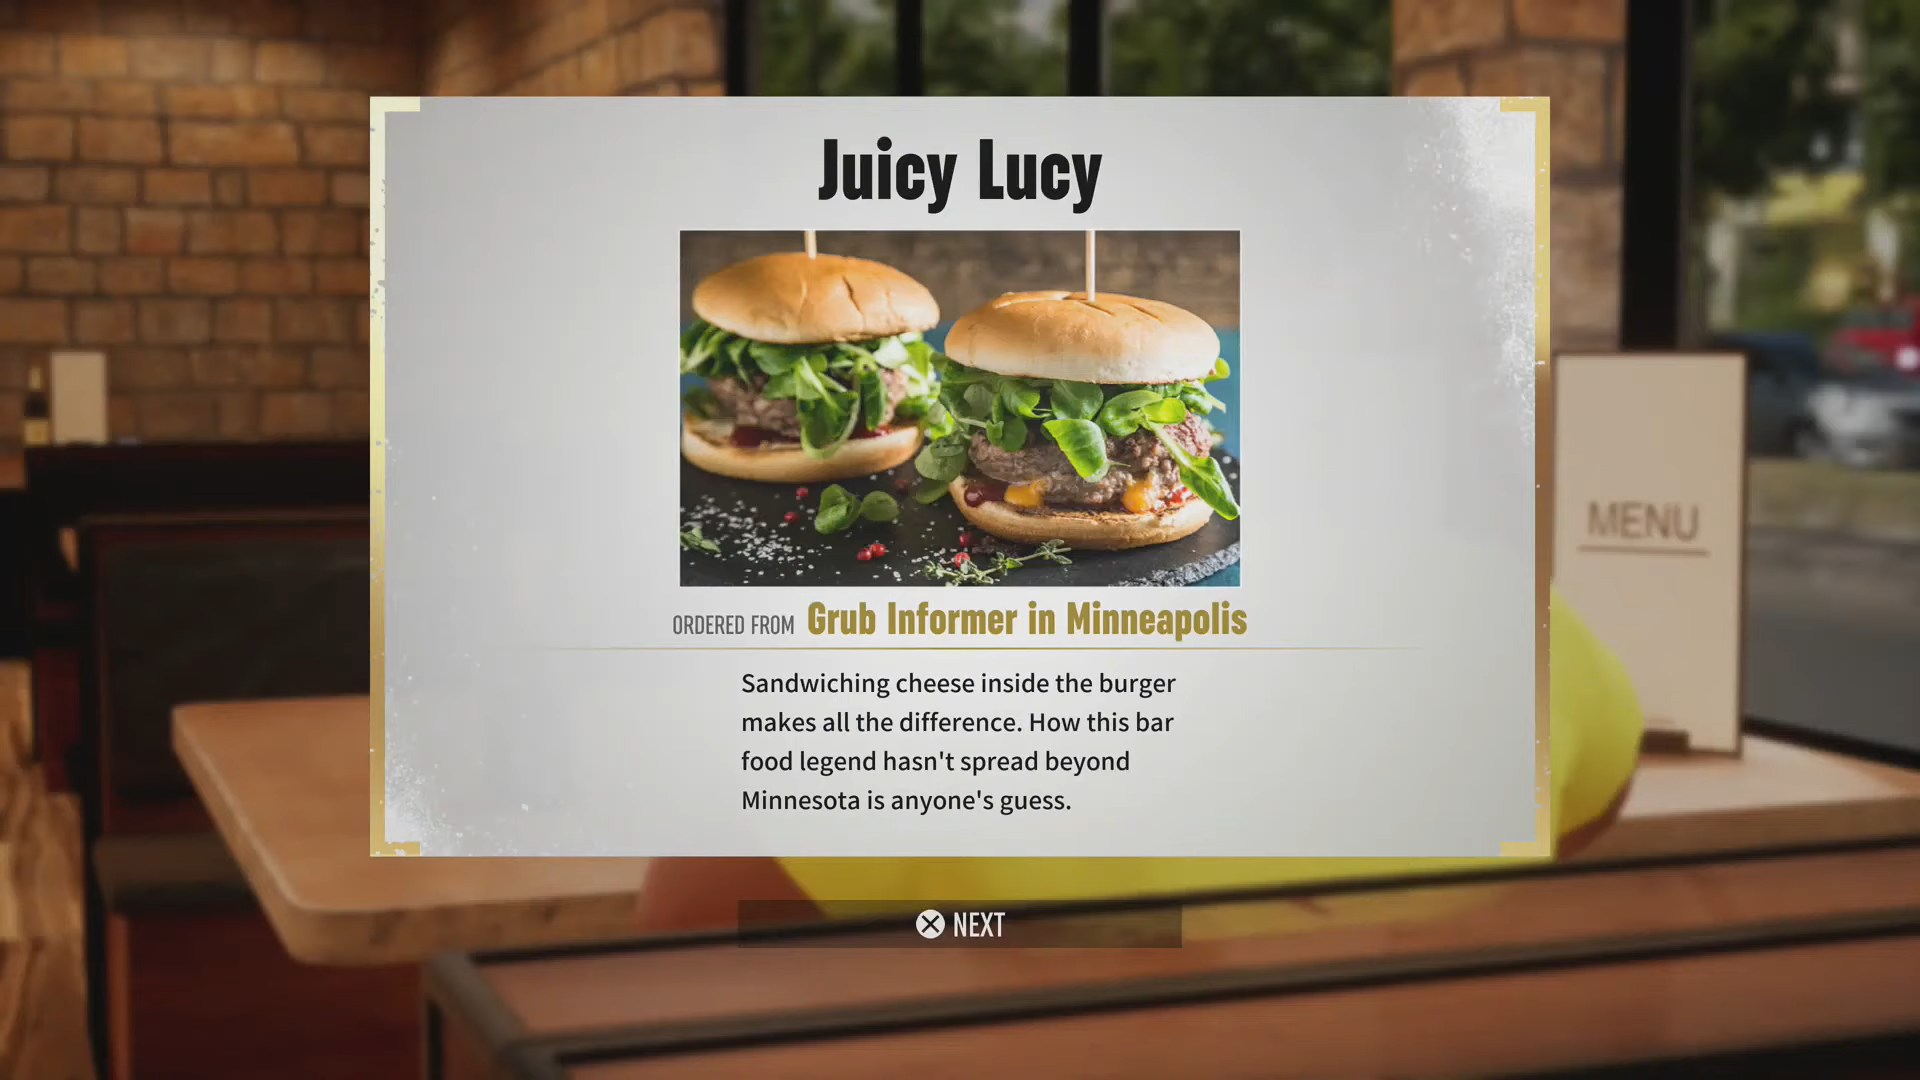 Juicy Lucy
ORDERED FROM Grub Informer in Minneapolis
Sandwiching cheese inside the burger
makes all the difference. How this bar
food legend hasn't spread beyond
Minnesota is anyone's guess.
MENU
NEXT